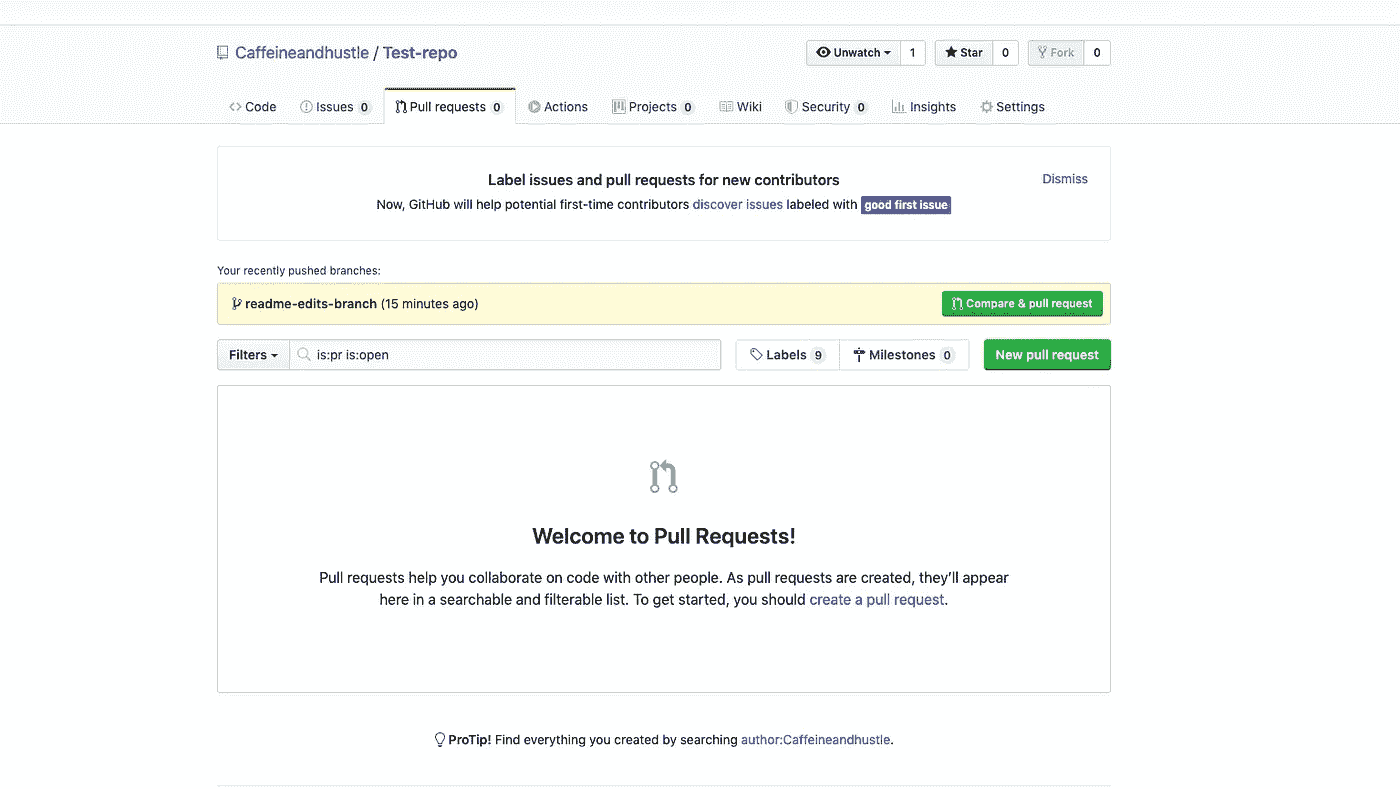 Caffeineandhustle / Test-repo
Unwatch 1 Star 0 Fork 0
Code Issues 0 Pull requests 0 Actions Projects 0 Wiki Security 0 Insights Settings
Label issues and pull requests for new contributors
Dismiss
Now, GitHub will help potential first-time contributors discover issues labeled with good first issue
Your recently pushed branches:
readme-edits-branch (15 minutes ago)
Compare & pull request
Filters is:pr is:open Labels 9 Milestones 0 New pull request
Welcome to Pull Requests!
Pull requests help you collaborate on code with other people. As pull requests are created, they’ll appear
here in a searchable and filterable list. To get started, you should create a pull request.
ProTip! Find everything you created by searching author:Caffeineandhustle.